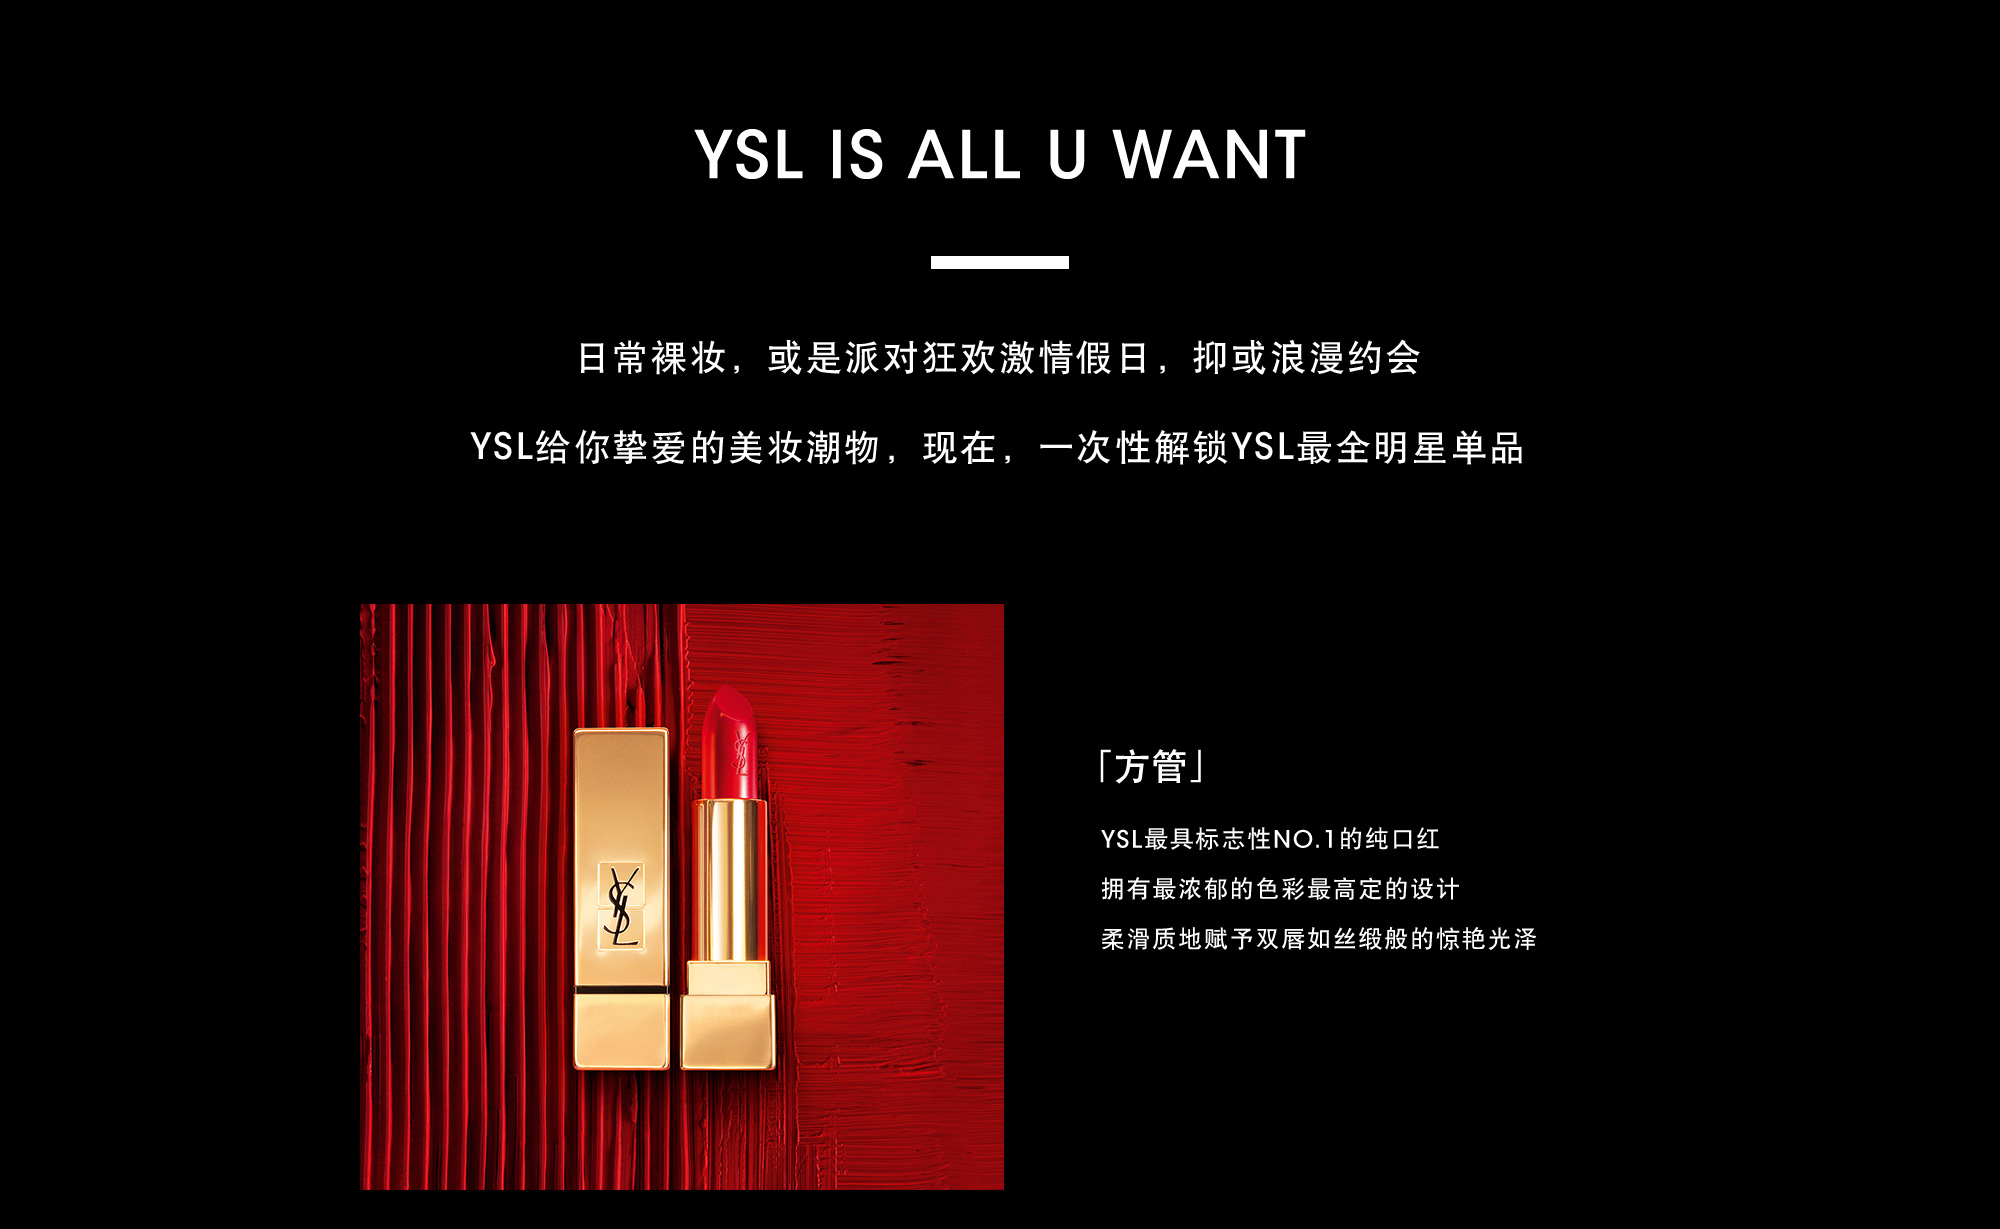 YSL IS ALL U WANT
日常裸妆，或是派对狂欢激情假日，抑或浪漫约会
YSL给你挚爱的美妆潮物，现在，一次性解锁YSL最全明星单品
「方管」
YSL最具标志性NO.1的纯口红
拥有最浓郁的色彩最高定的设计
柔滑质地赋予双唇如丝缎般的惊艳光泽
YSL
YSL